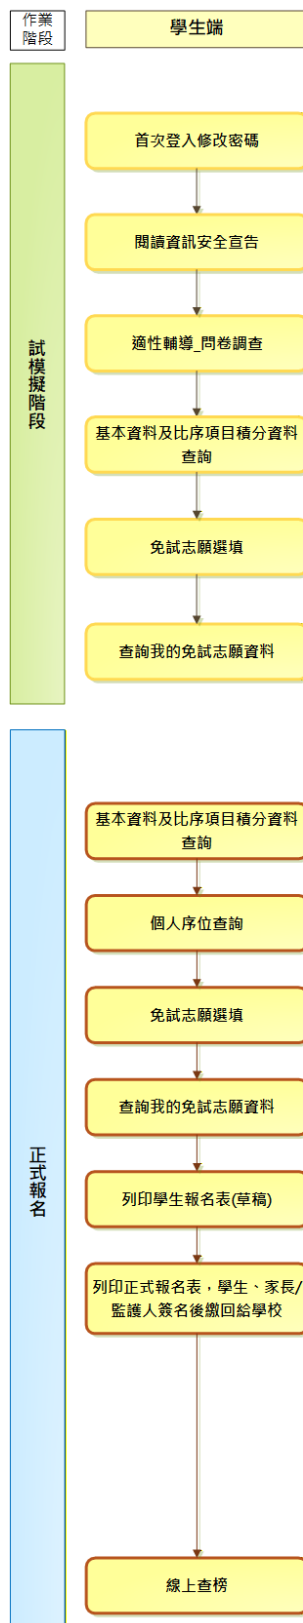 作業
階段
學生端
試模擬階段
首次登入修改密碼
閱讀資訊安全宣告
適性輔導_問卷調查
基本資料及比序項目積分資料
查詢
免試志願選填
查詢我的免試志願資料
正式報名
基本資料及比序項目積分資料
查詢
個人序位查詢
免試志願選填
查詢我的免試志願資料
列印學生報名表(草稿)
列印正式報名表，學生、家長/
監護人簽名後繳回給學校
線上查榜